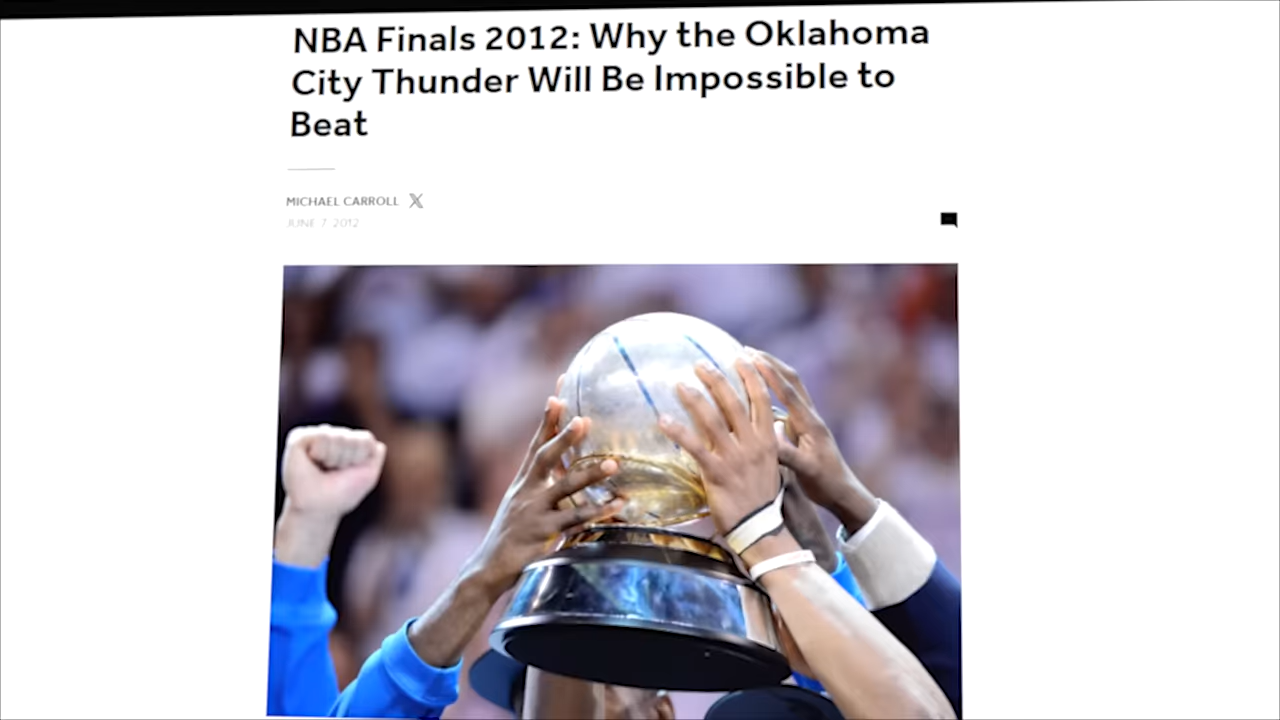 NBA Finals 2012: Why the Oklahoma
City Thunder Will Be Impossible to
Beat
MICHAEL CARROLL
JUNE 7, 2012